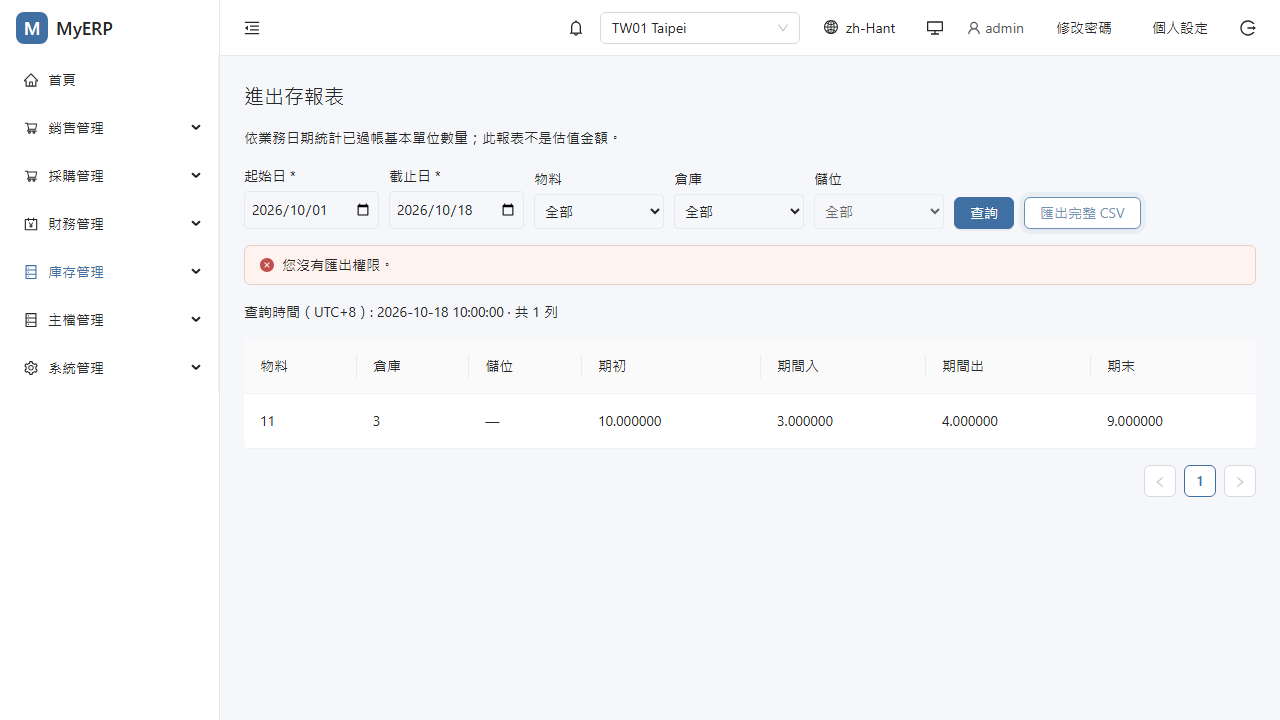 M MyERP
TW01 Taipei
zh-Hant
admin
修改密碼
個人設定
首頁
銷售管理
採購管理
財務管理
庫存管理
主檔管理
系統管理
進出存報表
依業務日期統計已過帳基本單位數量；此報表不是估值金額。
起始日 * 截止日 * 物料 倉庫 儲位
2026/10/01 2026/10/18 全部 全部 全部 查詢 匯出完整 CSV
您沒有匯出權限。
查詢時間（UTC+8）: 2026-10-18 10:00:00 · 共 1 列
物料 倉庫 儲位 期初 期間入 期間出 期末
11 3 — 10.000000 3.000000 4.000000 9.000000
1